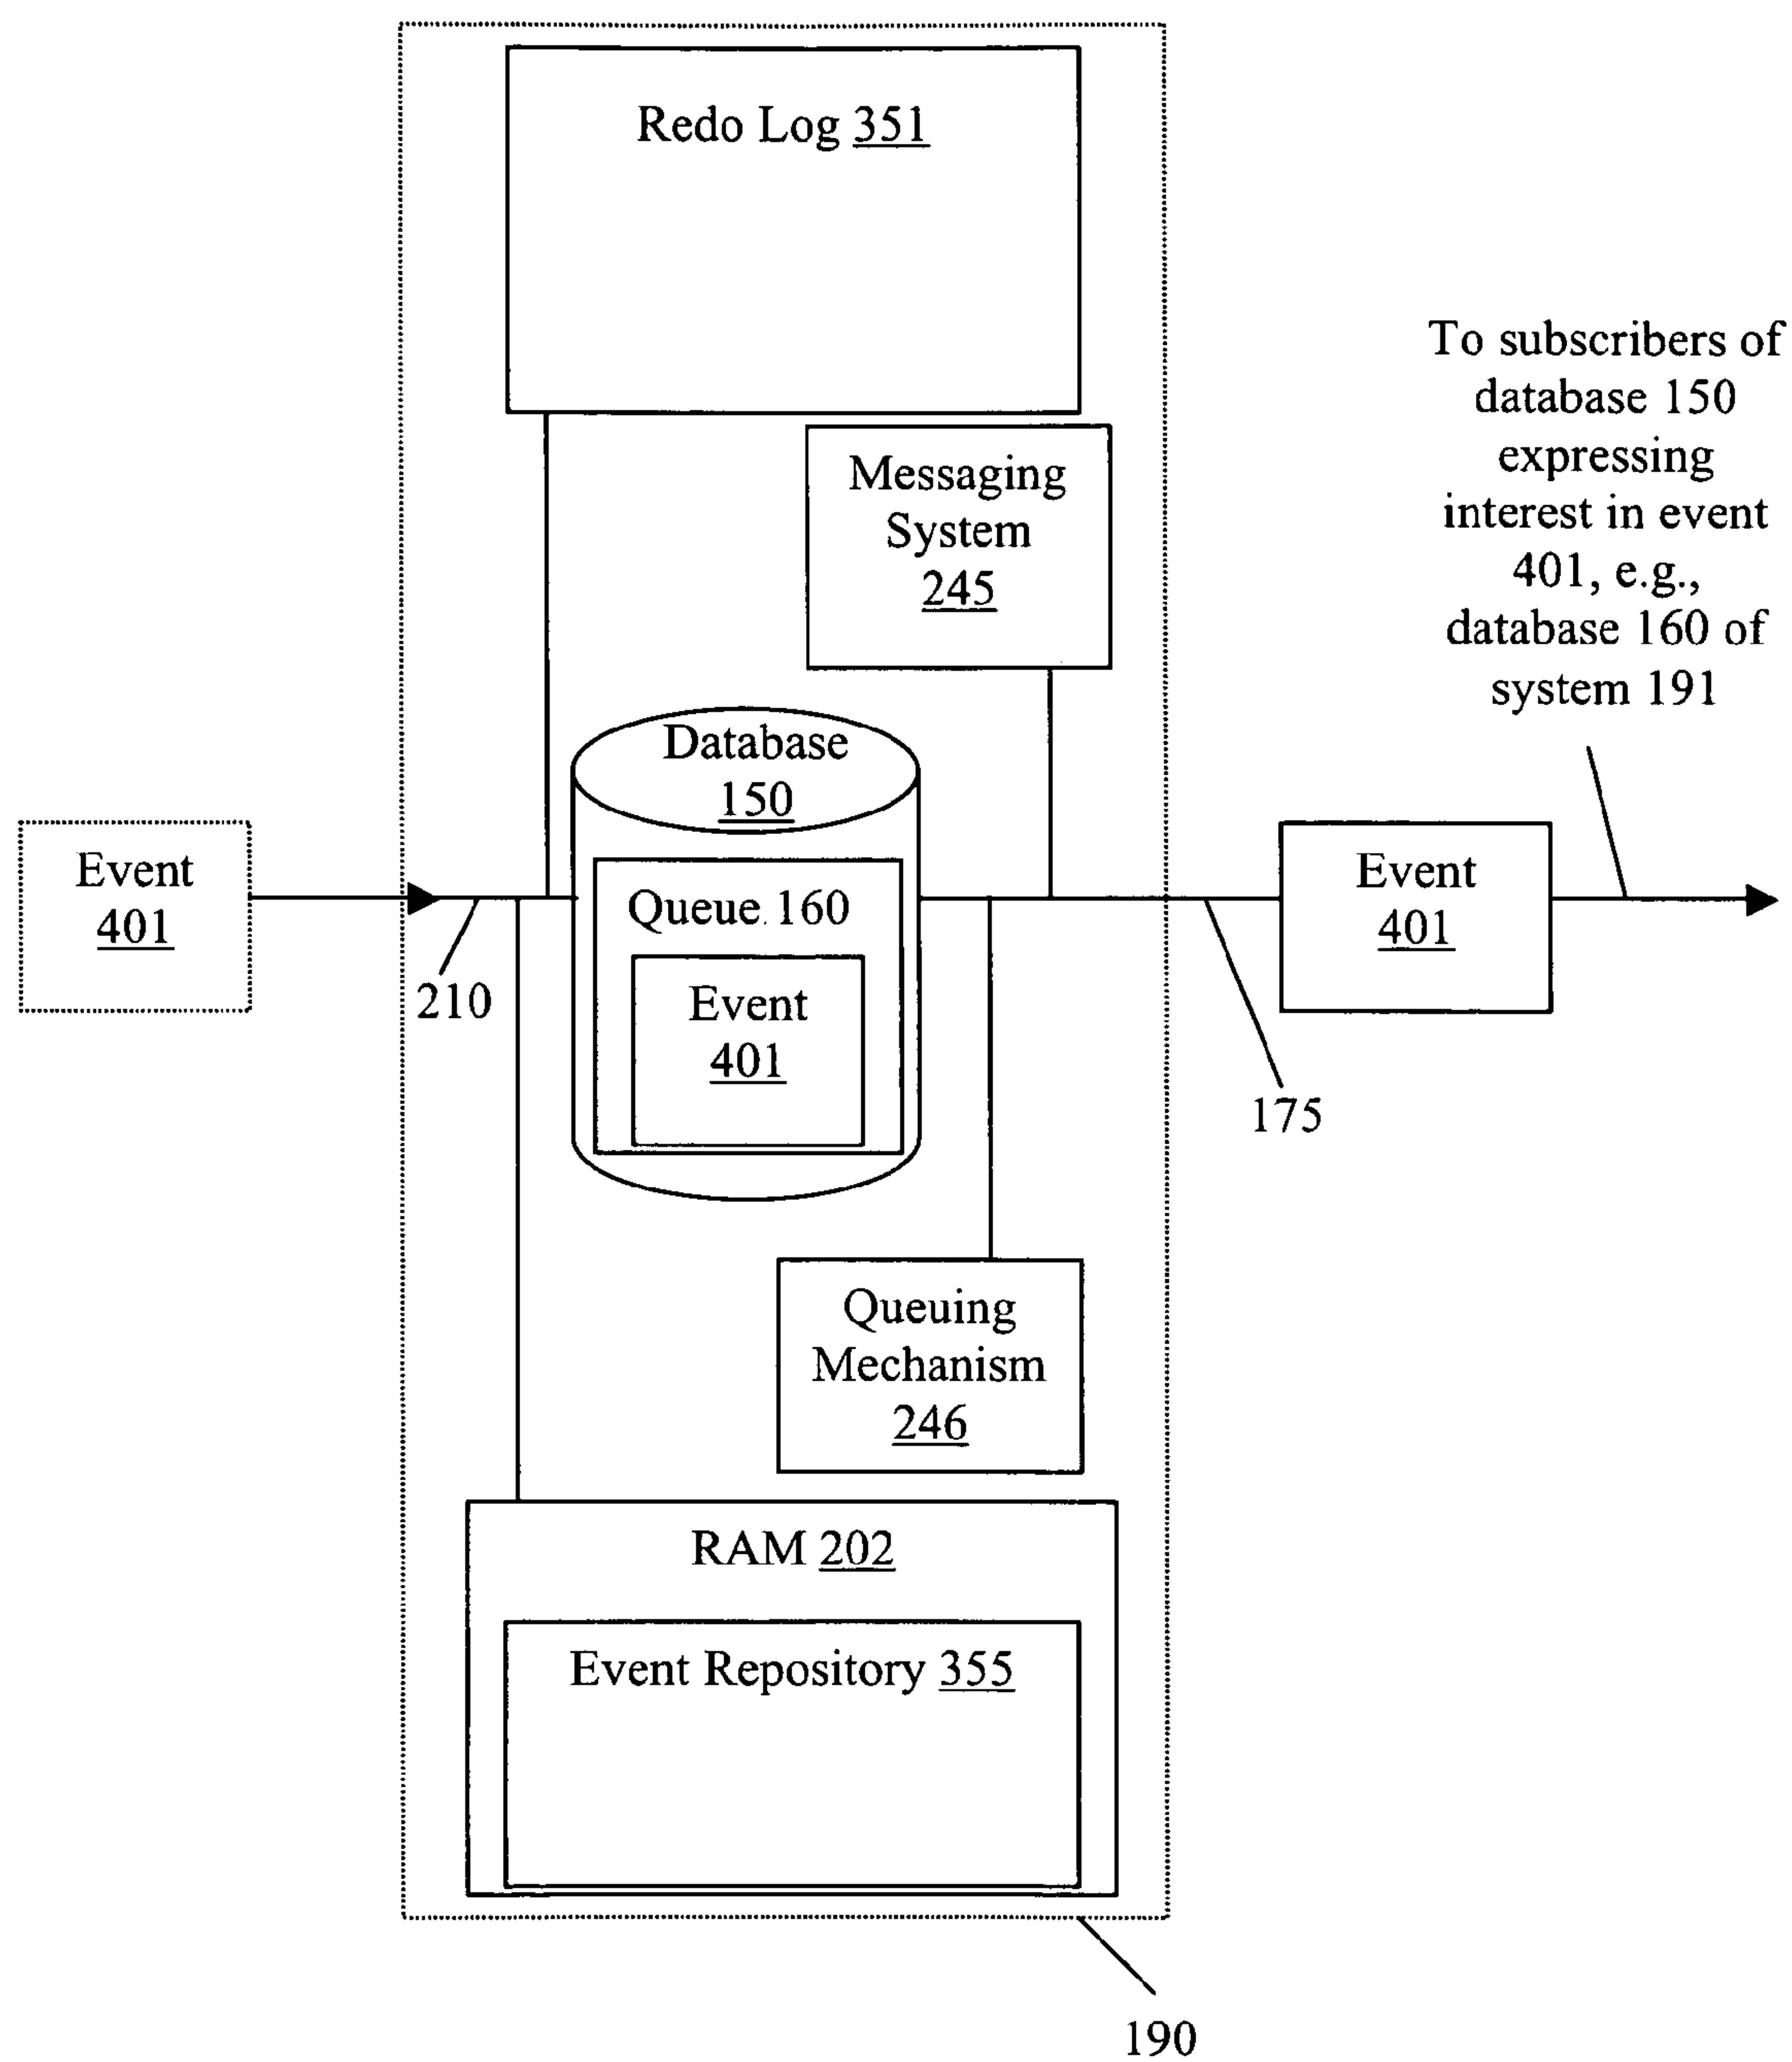 Redo Log 351
Messaging
System
245
To subscribers of
database 150
expressing
interest in event
401, e.g.,
database 160 of
system 191
Database
150
Event
401
Queue. 160
Event
401
Event
401
210
175
Queuing
Mechanism
246
RAM 202
Event Repository 355
190